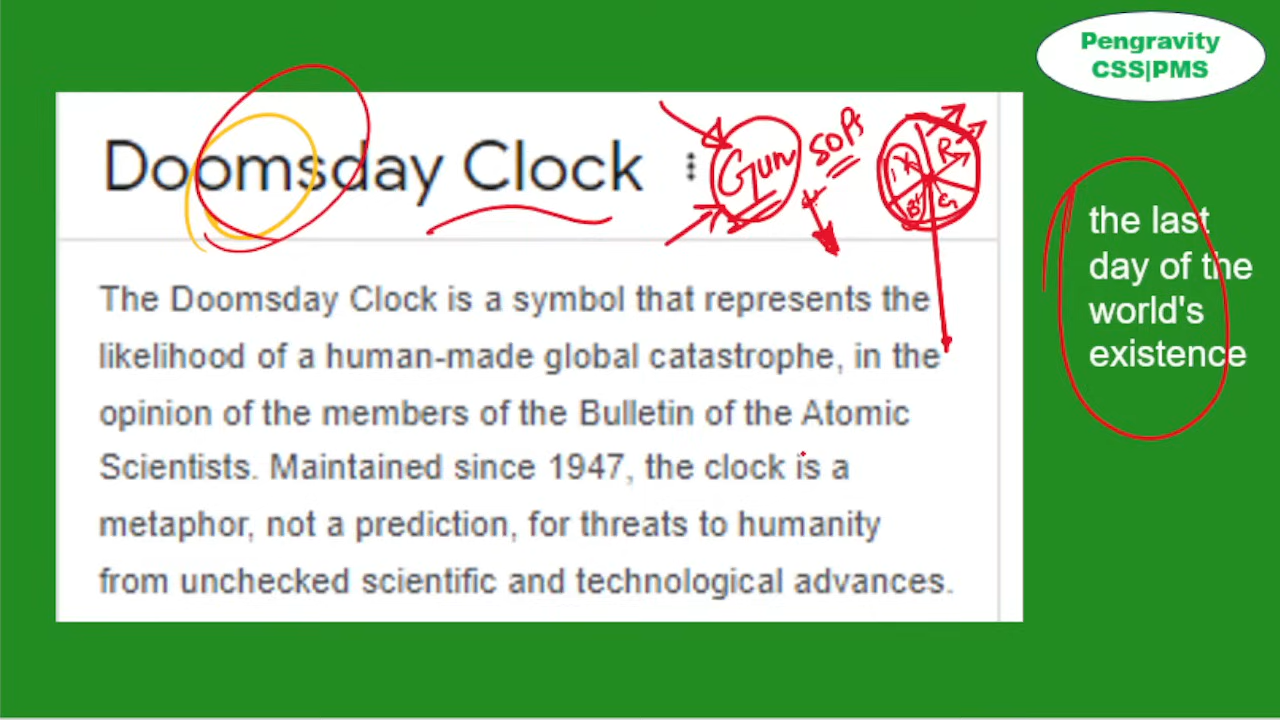 Pengravity
CSS|PMS
Doomsday Clock
Gun
SOPs
R
G
the last
day of the
world's
existence
The Doomsday Clock is a symbol that represents the
likelihood of a human-made global catastrophe, in the
opinion of the members of the Bulletin of the Atomic
Scientists. Maintained since 1947, the clock is a
metaphor, not a prediction, for threats to humanity
from unchecked scientific and technological advances.